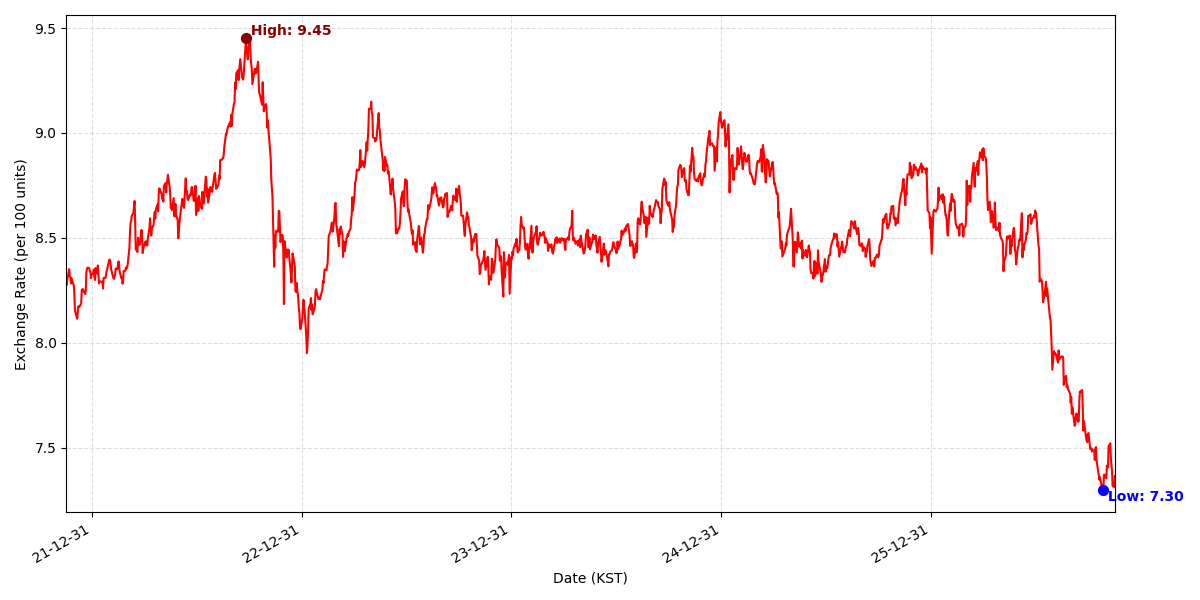 High: 9.45
9.5
9.0
8.5
8.0
7.5
Exchange Rate (per 100 units)
Low: 7.30
21-12-31
22-12-31
23-12-31
24-12-31
25-12-31
Date (KST)